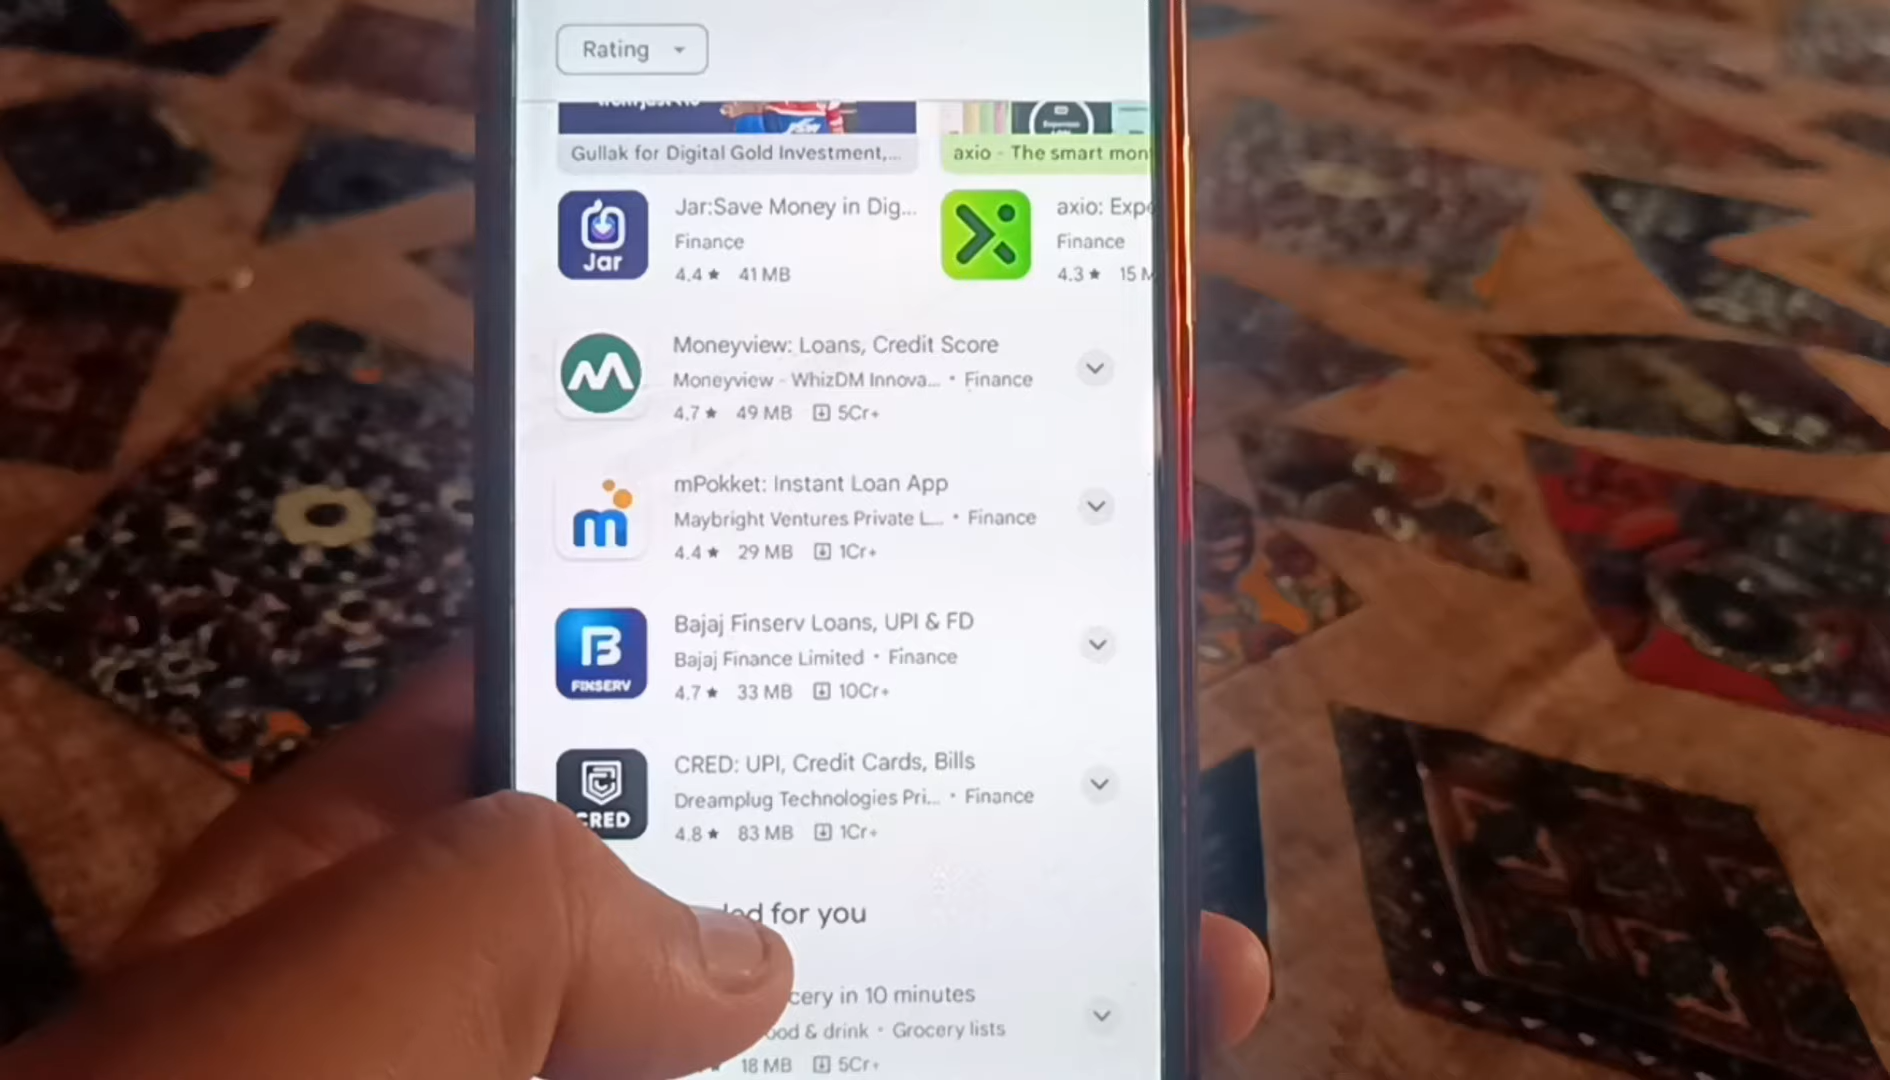 Rating
Gullak for Digital Gold Investment,...
axio - The smart mon
Jar
Jar:Save Money in Dig...
Finance
4.4★ 41 MB
axio: Exp
Finance
4.3★ 15
Moneyview: Loans, Credit Score
Moneyview - WhizDM Innova... • Finance
4.7★ 49 MB 5Cr+
mPokket: Instant Loan App
Maybright Ventures Private L... • Finance
4.4★ 29 MB 1Cr+
FINSERV
Bajaj Finserv Loans, UPI & FD
Bajaj Finance Limited • Finance
4.7★ 33 MB 10Cr+
CRED
CRED: UPI, Credit Cards, Bills
Dreamplug Technologies Pri... • Finance
4.8★ 83 MB 1Cr+
for you
in 10 minutes
& drink • Grocery lists
18 MB 5Cr+